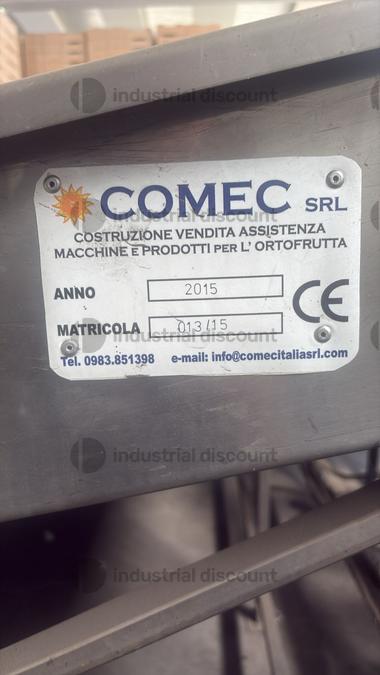 industrial discount
COMEC SRL
industrial discount
COSTRUZIONE VENDITA ASSISTENZA
MACCHINE E PRODOTTI PER L' ORTOFRUTTA
ANNO 2015
MATRICOLA 013/15
industrial discount
Tel. 0983.851398 e-mail: info@comecitaliasrl.com
industrial discount
industrial discount